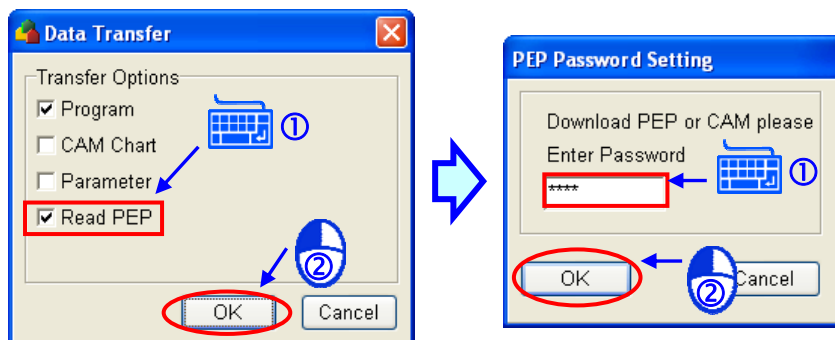 Data Transfer
Transfer Options
Program
①
CAM Chart
Parameter
Read PEP
②
OK
Cancel
PEP Password Setting
Download PEP or CAM please
Enter Password
****
①
OK
②
Cancel